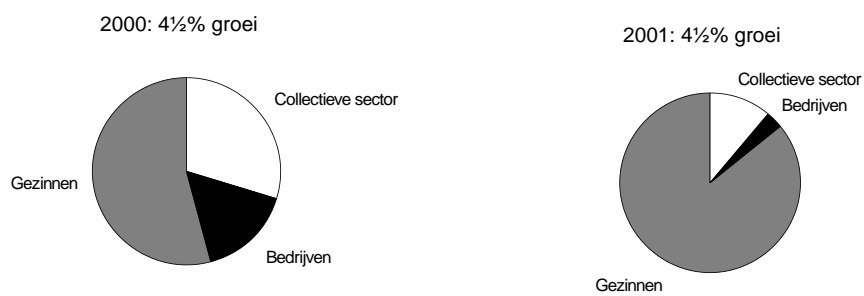 2000: 4½% groei
Collectieve sector
Gezinnen
Bedrijven
2001: 4½% groei
Collectieve sector
Bedrijven
Gezinnen